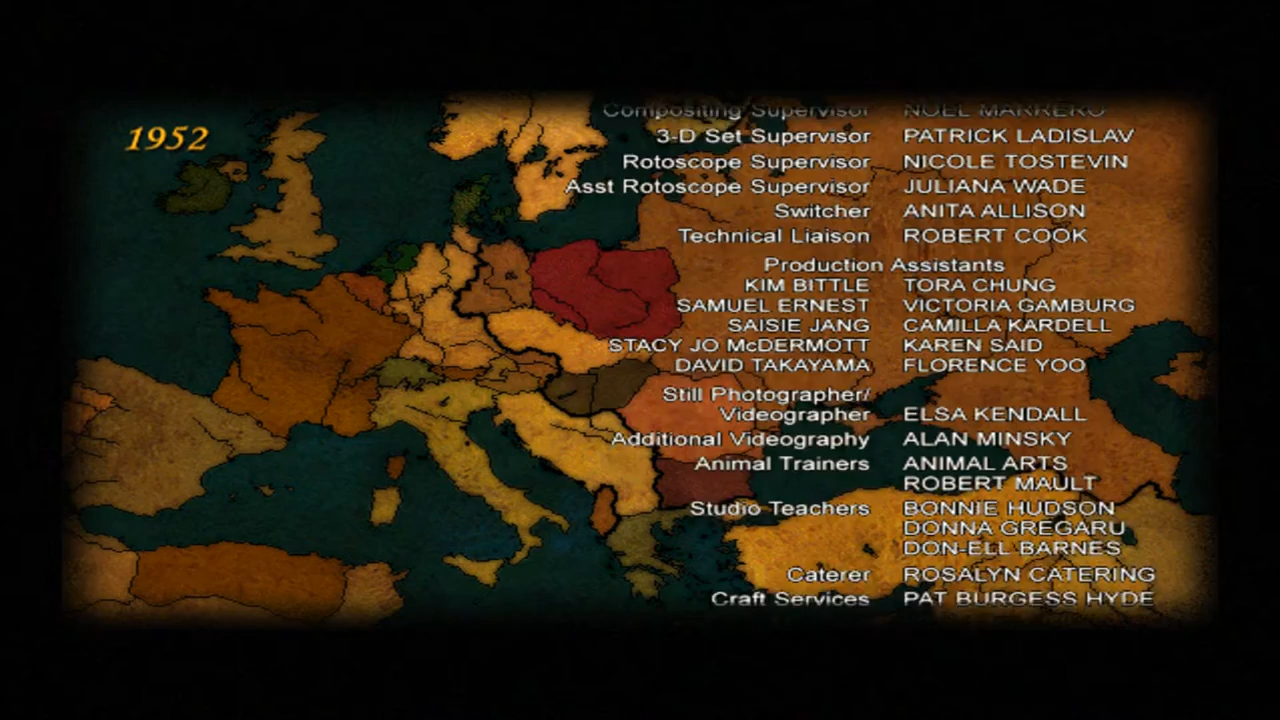 1952
Compositing Supervisor NOEL MARRERO
3-D Set Supervisor PATRICK LADISLAV
Rotoscope Supervisor NICOLE TOSTEVIN
Asst Rotoscope Supervisor JULIANA WADE
Switcher ANITA ALLISON
Technical Liaison ROBERT COOK
Production Assistants
KIM BITTLE TORA CHUNG
SAMUEL ERNEST VICTORIA GAMBURG
SAISIE JANG CAMILLA KARDELL
STACY JO McDERMOTT KAREN SAID
DAVID TAKAYAMA FLORENCE YOO
Still Photographer/
Videographer ELSA KENDALL
Additional Videography ALAN MINSKY
Animal Trainers ANIMAL ARTS
ROBERT MAULT
Studio Teachers BONNIE HUDSON
DONNA GREGARU
DON-ELL BARNES
Caterer ROSALYN CATERING
Craft Services PAT BURGESS HYDE